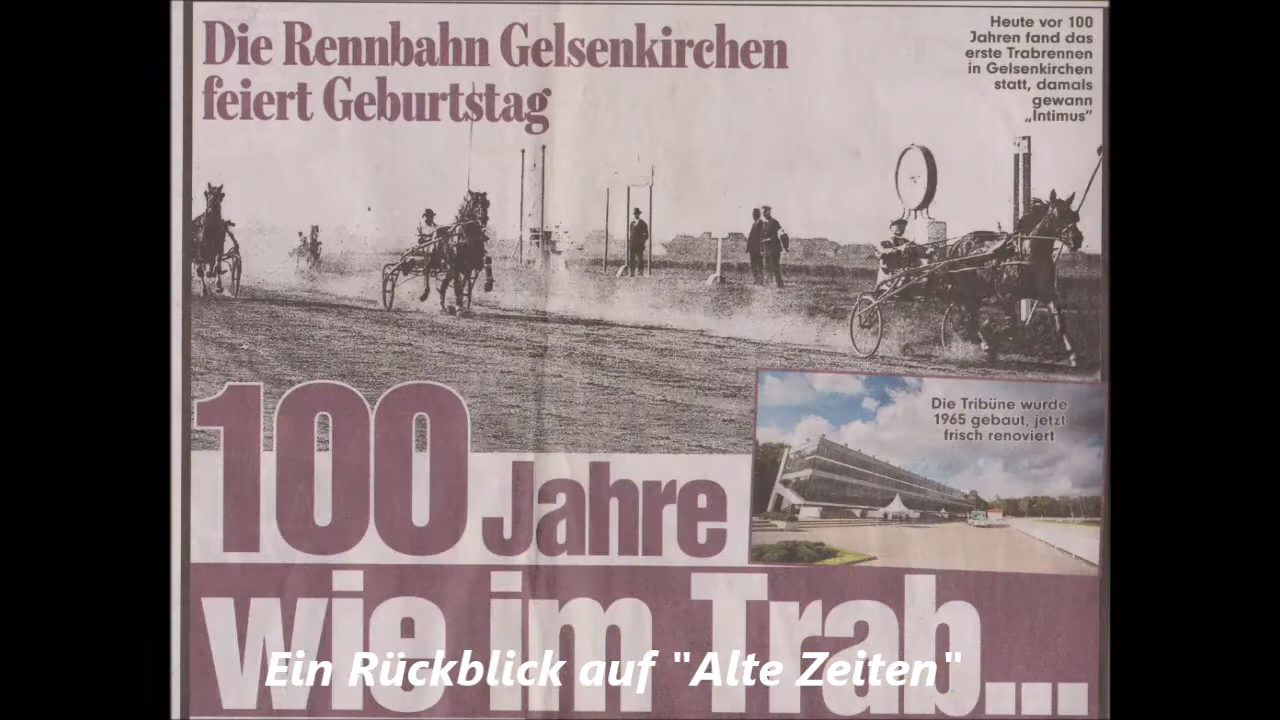 Die Rennbahn Gelsenkirchen
feiert Geburtstag
Heute vor 100
Jahren fand das
erste Trabrennen
in Gelsenkirchen
statt, damals
gewann
„Intimus“
Die Tribüne wurde
1965 gebaut, jetzt
frisch renoviert
100 Jahre
wie im Trab...
Ein Rückblick auf "Alte Zeiten"